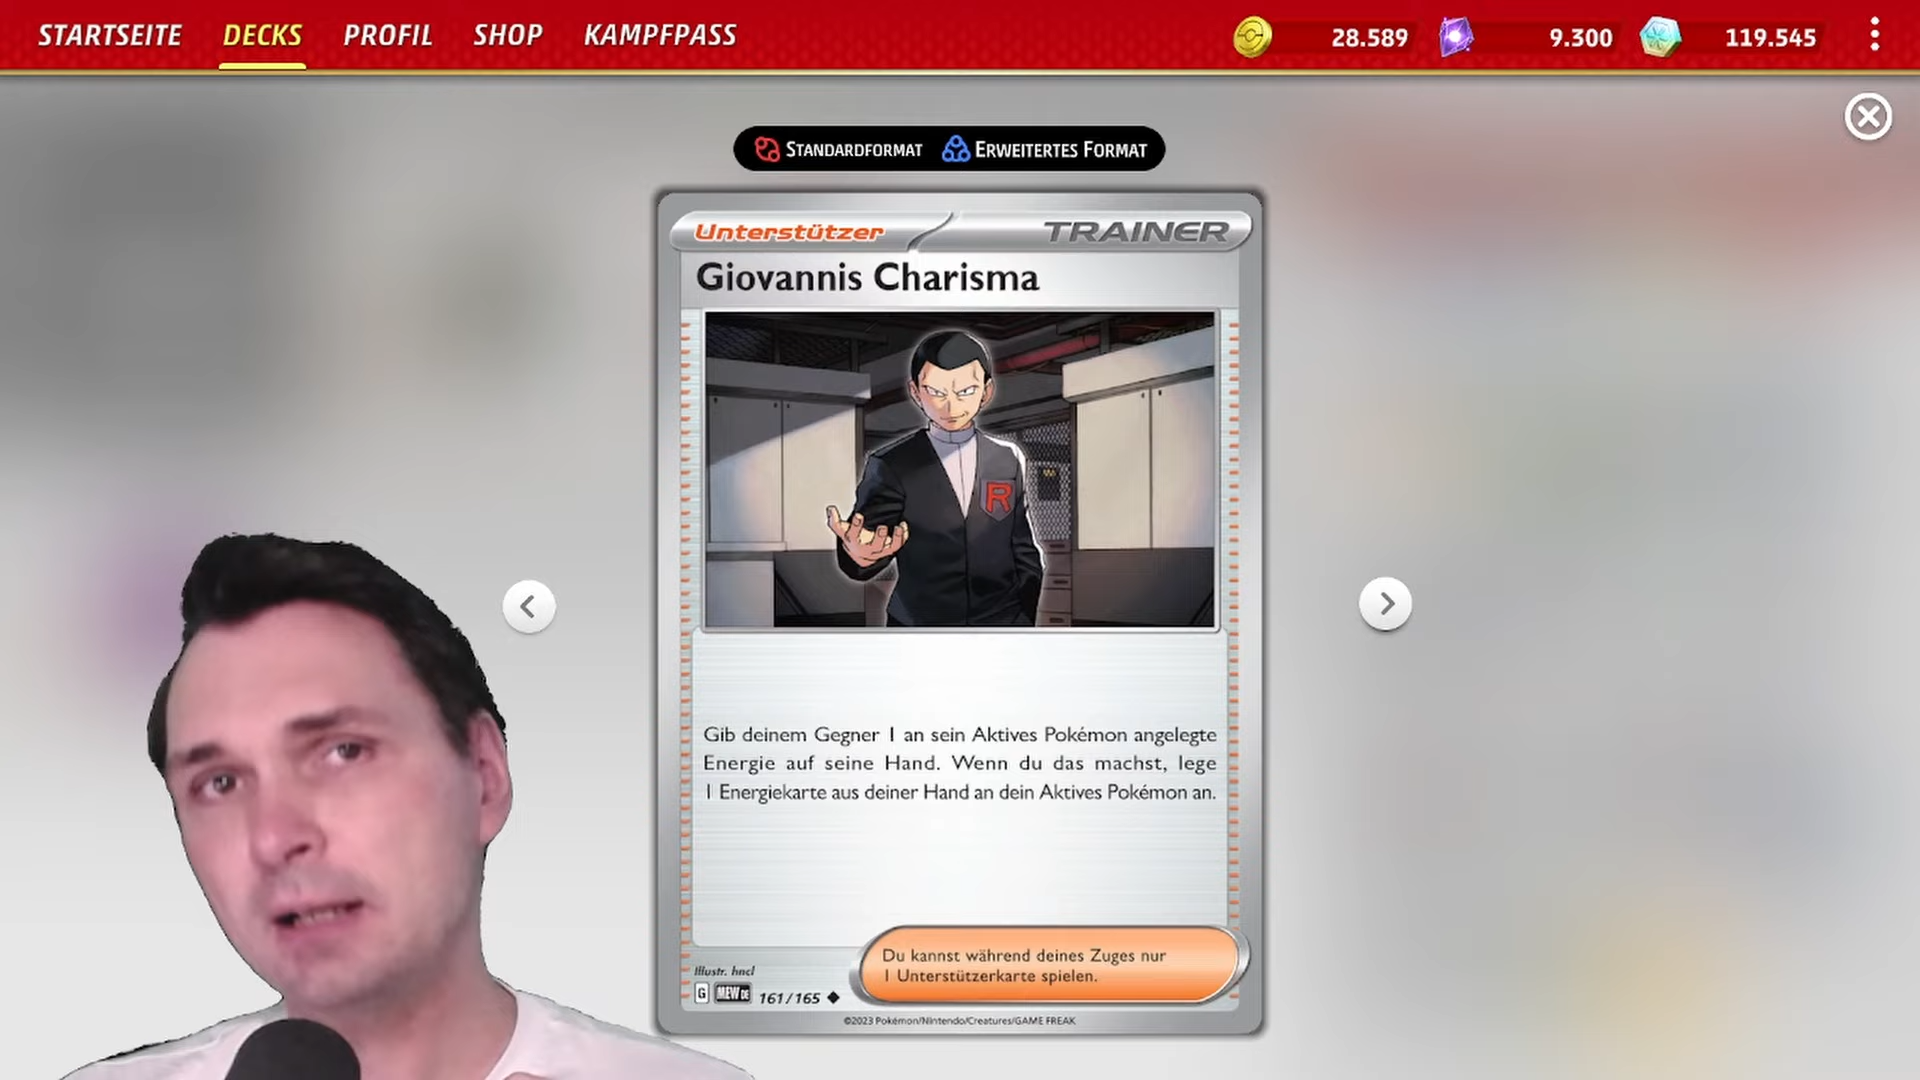 STARTSEITE DECKS PROFIL SHOP KAMPFPASS 28.589 9.300 119.545
STANDARDFORMAT ERWEITERTES FORMAT
Unterstützer TRAINER
Giovannis Charisma
R
Gib deinem Gegner 1 an sein Aktives Pokémon angelegte
Energie auf seine Hand. Wenn du das machst, lege
1 Energiekarte aus deiner Hand an dein Aktives Pokémon an.
Du kannst während deines Zuges nur
1 Unterstützerkarte spielen.
Illustr. hncl
G MEW DE 161/165
©2023 Pokémon/Nintendo/Creatures/GAME FREAK